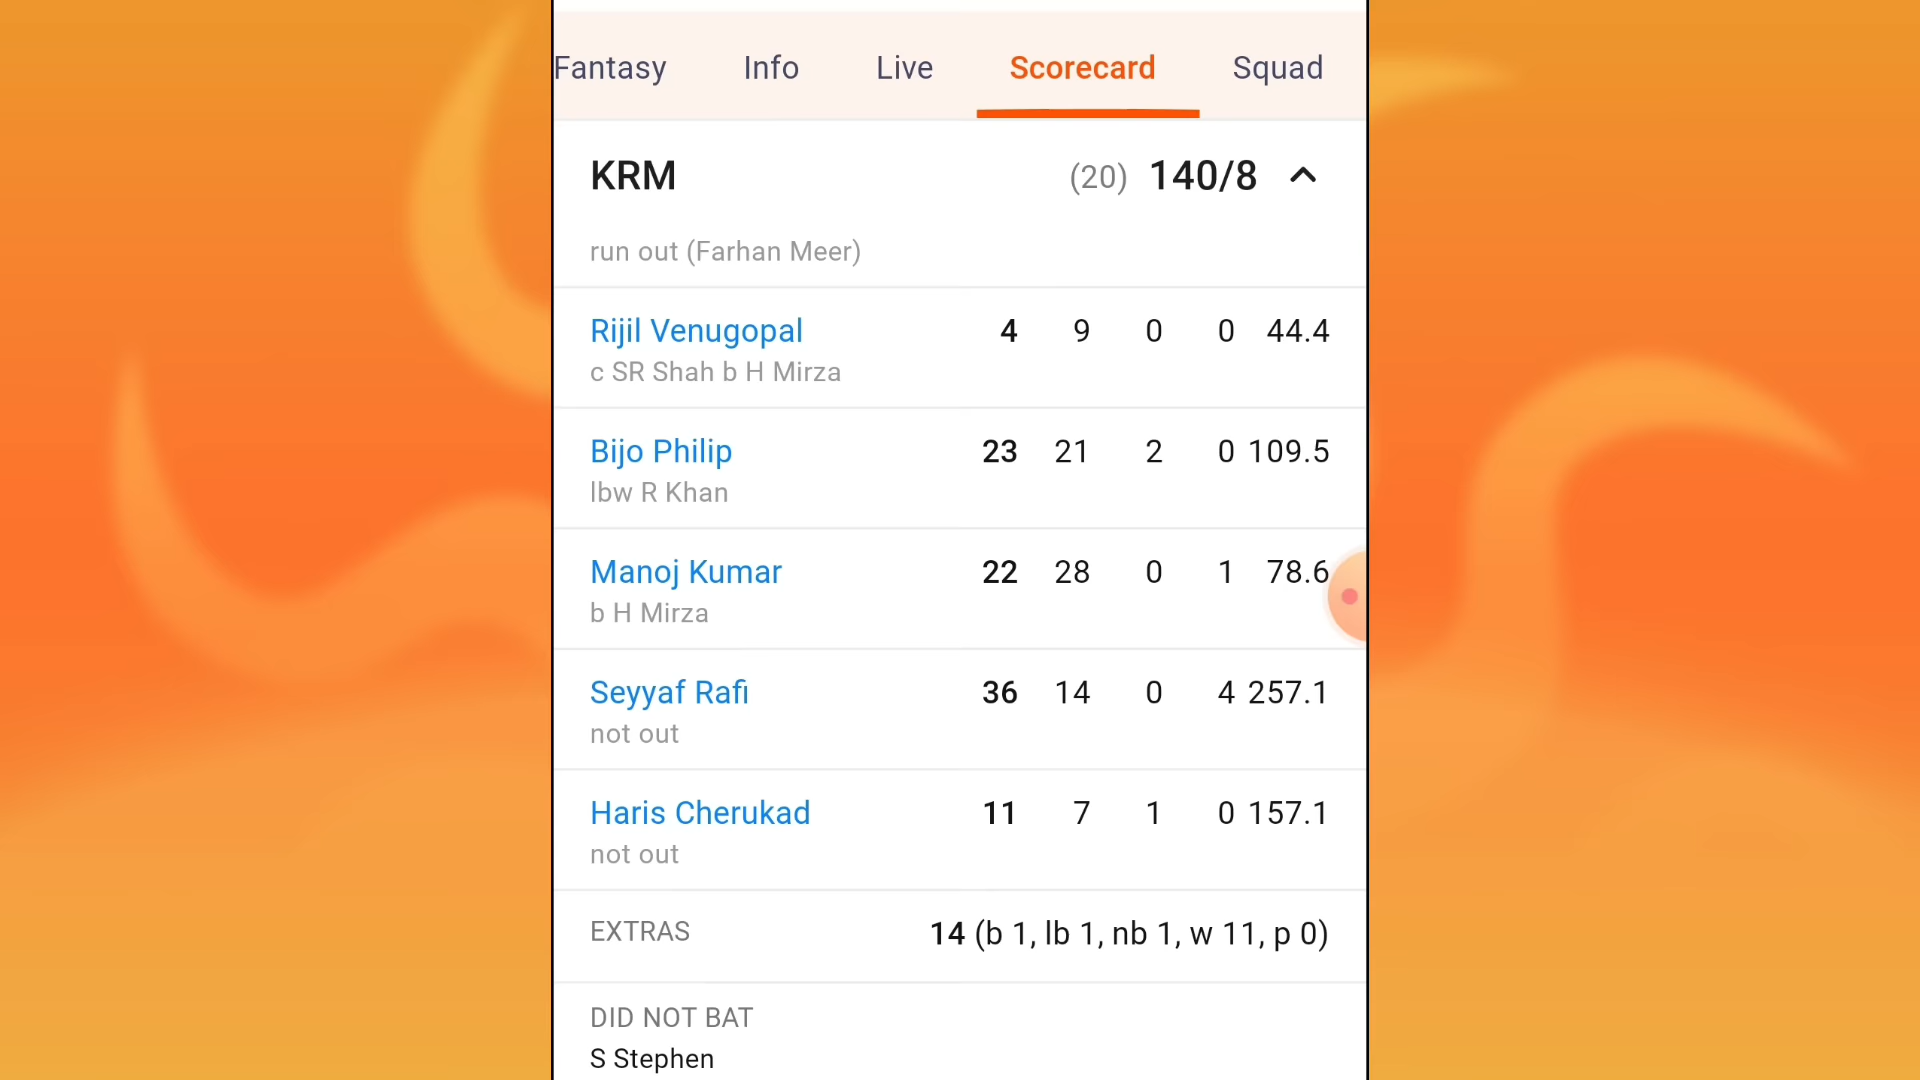 Fantasy Info Live Scorecard Squad
KRM (20) 140/8
run out (Farhan Meer)
Rijil Venugopal 4 9 0 0 44.4
c SR Shah b H Mirza
Bijo Philip 23 21 2 0 109.5
lbw R Khan
Manoj Kumar 22 28 0 1 78.6
b H Mirza
Seyyaf Rafi 36 14 0 4 257.1
not out
Haris Cherukad 11 7 1 0 157.1
not out
EXTRAS 14 (b 1, lb 1, nb 1, w 11, p 0)
DID NOT BAT
S Stephen